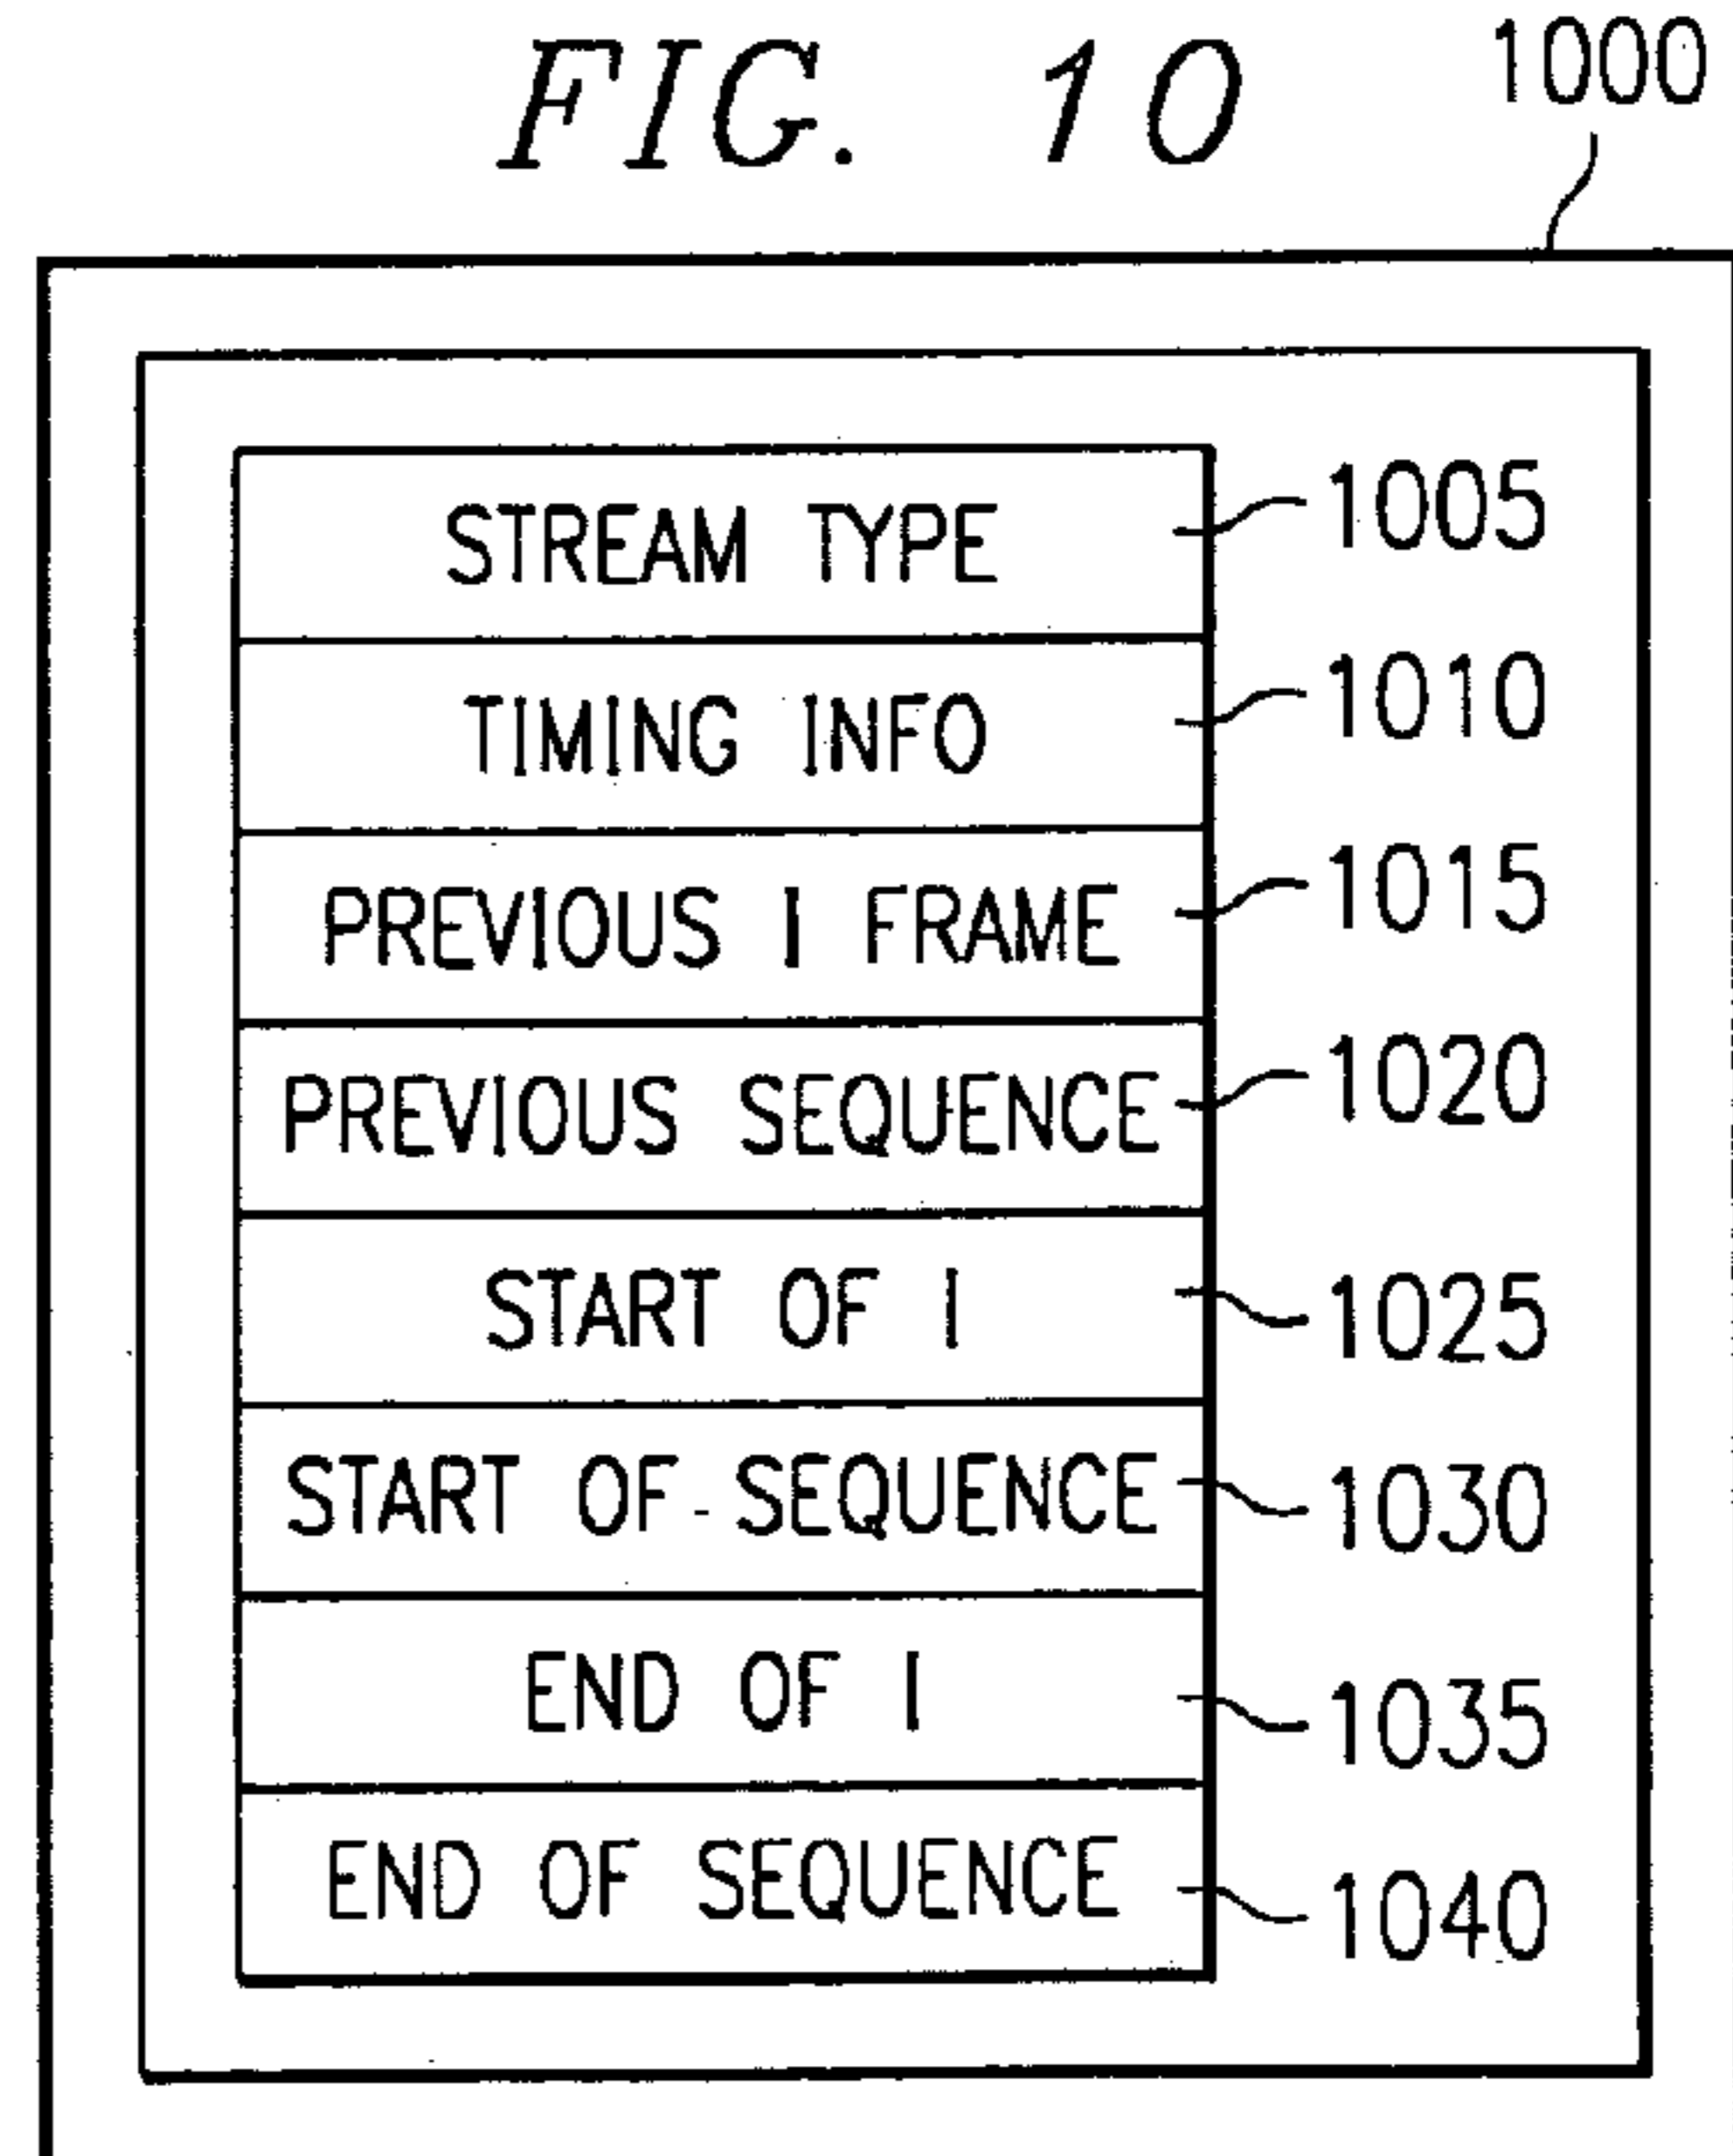 FIG. 10
1000
STREAM TYPE 1005
TIMING INFO 1010
PREVIOUS I FRAME 1015
PREVIOUS SEQUENCE 1020
START OF I 1025
START OF SEQUENCE 1030
END OF I 1035
END OF SEQUENCE 1040